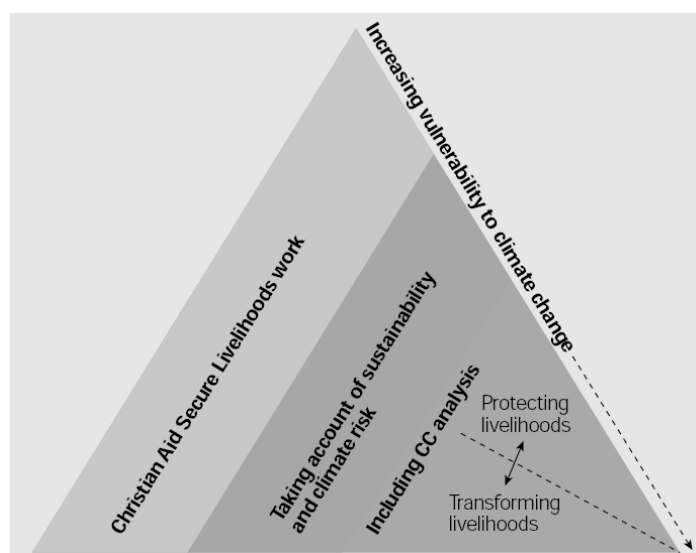 Increasing vulnerability to climate change
Christian Aid Secure Livelihoods work
Taking account of sustainability
and climate risk
Including CC analysis
Protecting
livelihoods
Transforming
livelihoods